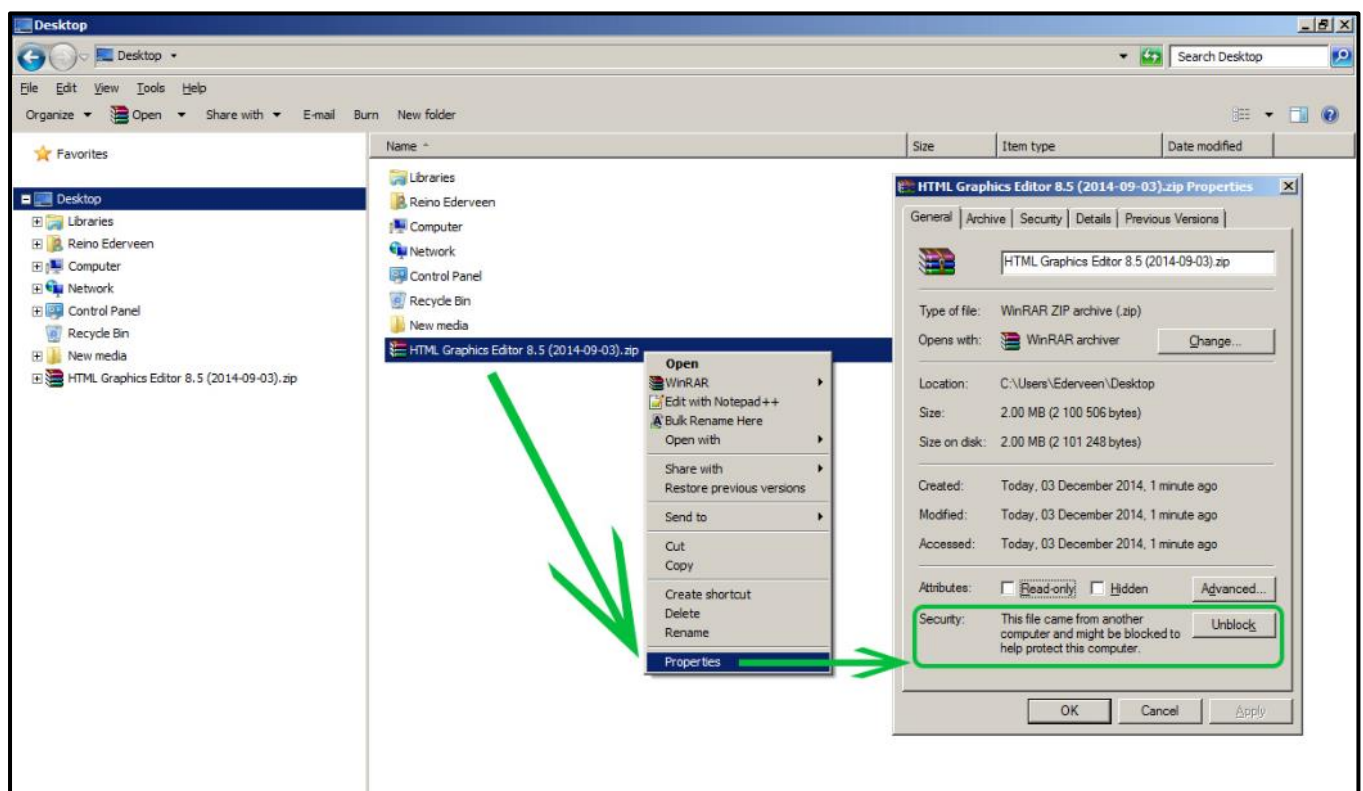 Desktop
Desktop
Search Desktop
File Edit View Tools Help
Organize Open Share with E-mail Burn New folder
Favorites
Desktop
Libraries
Reino Ederveen
Computer
Network
Control Panel
Recycle Bin
New media
HTML Graphics Editor 8.5 (2014-09-03).zip
Name Size Item type Date modified
Libraries
Reino Ederveen
Computer
Network
Control Panel
Recycle Bin
New media
HTML Graphics Editor 8.5 (2014-09-03).zip
Open
WinRAR
Edit with Notepad++
Bulk Rename Here
Open with
Share with
Restore previous versions
Send to
Cut
Copy
Create shortcut
Delete
Rename
Properties
HTML Graphics Editor 8.5 (2014-09-03).zip Properties
General Archive Security Details Previous Versions
HTML Graphics Editor 8.5 (2014-09-03).zip
Type of file: WinRAR ZIP archive (.zip)
Opens with: WinRAR archiver Change...
Location: C:\Users\Ederveen\Desktop
Size: 2.00 MB (2 100 506 bytes)
Size on disk: 2.00 MB (2 101 248 bytes)
Created: Today, 03 December 2014, 1 minute ago
Modified: Today, 03 December 2014, 1 minute ago
Accessed: Today, 03 December 2014, 1 minute ago
Attributes: Read-only Hidden Advanced...
Security: This file came from another
computer and might be blocked to
help protect this computer.
Unblock
OK Cancel Apply